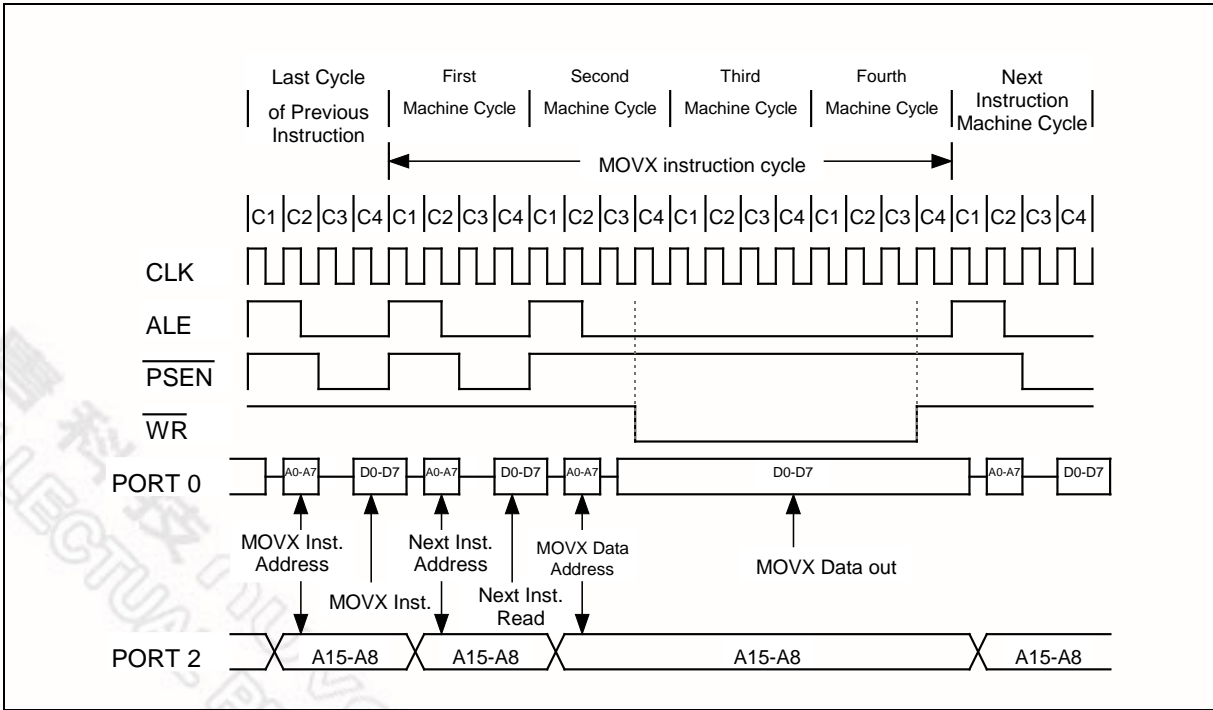 Last Cycle of Previous Instruction
First Machine Cycle
Second Machine Cycle
Third Machine Cycle
Fourth Machine Cycle
Next Instruction Machine Cycle
MOVX instruction cycle
C1 C2 C3 C4 C1 C2 C3 C4 C1 C2 C3 C4 C1 C2 C3 C4 C1 C2 C3 C4 C1 C2 C3 C4
CLK
ALE
PSEN
WR
PORT 0
A0-A7 D0-D7 A0-A7 D0-D7 A0-A7 D0-D7 A0-A7 D0-D7
MOVX Inst. Address
MOVX Inst.
Next Inst. Address
Next Inst. Read
MOVX Data Address
MOVX Data out
PORT 2
A15-A8 A15-A8 A15-A8 A15-A8